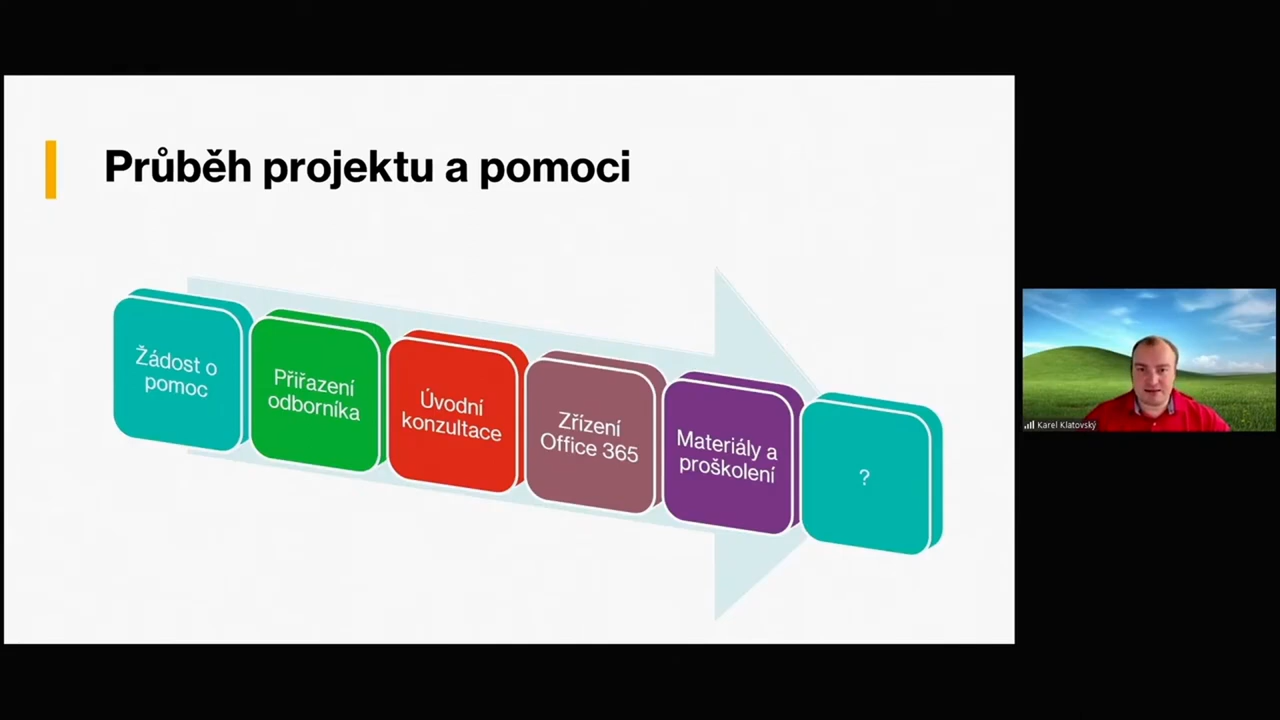 Průběh projektu a pomoci
Žádost o
pomoc
Přiřazení
odborníka
Úvodní
konzultace
Zřízení
Office 365
Materiály a
proškolení
?
Karel Klatovský